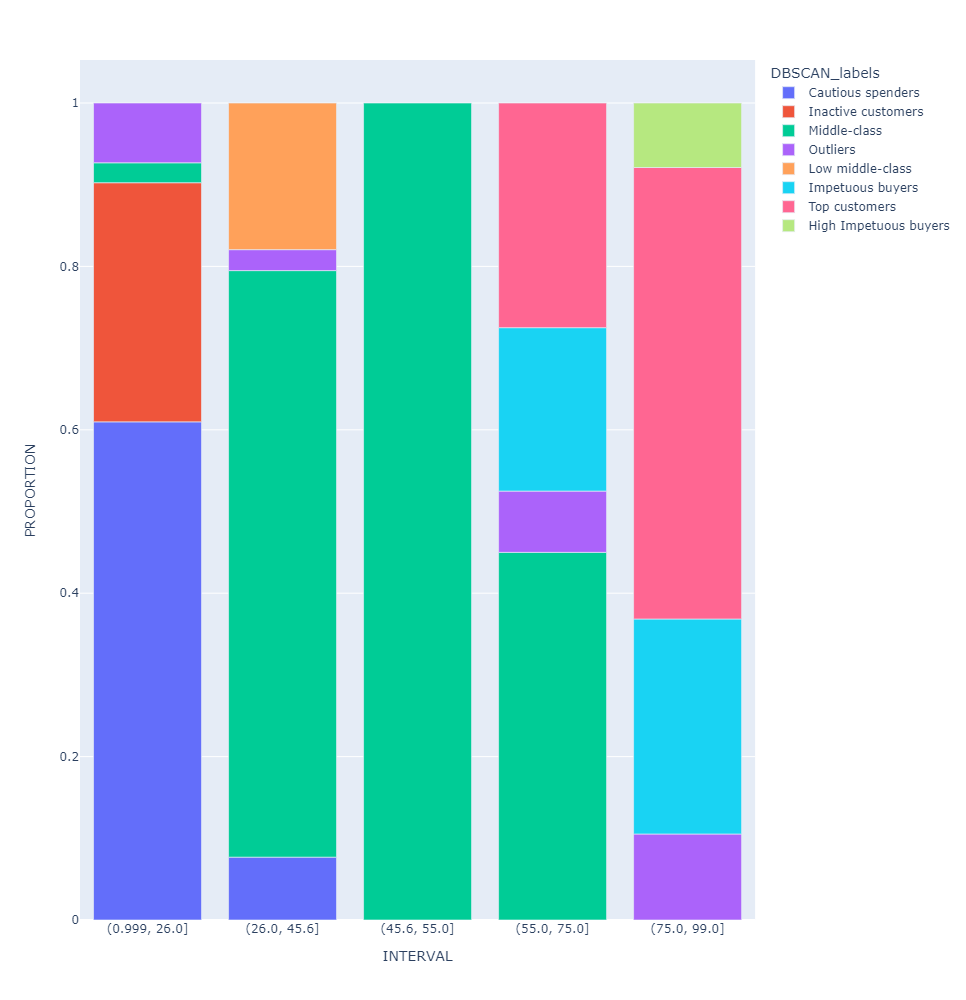 DBSCAN_labels
Cautious spenders
Inactive customers
Middle-class
Outliers
Low middle-class
Impetuous buyers
Top customers
High Impetuous buyers
PROPORTION
1
0.8
0.6
0.4
0.2
0
(0.999, 26.0]
(26.0, 45.6]
(45.6, 55.0]
(55.0, 75.0]
(75.0, 99.0]
INTERVAL